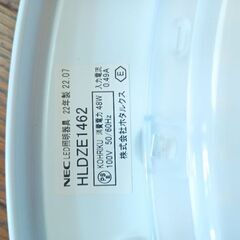 NEC LED照明器具 22年製 22.07
HLDZE1462
KOHRIKU 消費電力 48W 入力電流
100V 50/60Hz 0.49A
株式会社ホタルクス
PS E
E